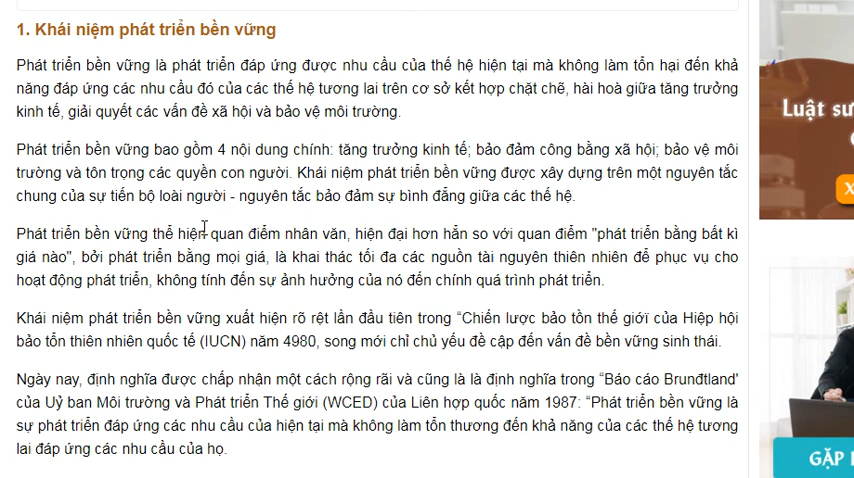 1. Khái niệm phát triển bền vững
Phát triển bền vững là phát triển đáp ứng được nhu cầu của thế hệ hiện tại mà không làm tổn hại đến khả
năng đáp ứng các nhu cầu đó của các thế hệ tương lai trên cơ sở kết hợp chặt chẽ, hài hoà giữa tăng trưởng
kinh tế, giải quyết các vấn đề xã hội và bảo vệ môi trường.
Phát triển bền vững bao gồm 4 nội dung chính: tăng trưởng kinh tế; bảo đảm công bằng xã hội; bảo vệ môi
trường và tôn trọng các quyền con người. Khái niệm phát triển bền vững được xây dựng trên một nguyên tắc
chung của sự tiến bộ loài người - nguyên tắc bảo đảm sự bình đẳng giữa các thế hệ.
Phát triển bền vững thể hiện quan điểm nhân văn, hiện đại hơn hẳn so với quan điểm "phát triển bằng bất kì
giá nào", bởi phát triển bằng mọi giá, là khai thác tối đa các nguồn tài nguyên thiên nhiên để phục vụ cho
hoạt động phát triển, không tính đến sự ảnh hưởng của nó đến chính quá trình phát triển.
Khái niệm phát triển bền vững xuất hiện rõ rệt lần đầu tiên trong “Chiến lược bảo tồn thế giớï của Hiệp hội
bảo tổn thiên nhiên quốc tế (IUCN) năm 4980, song mới chỉ chủ yếu đề cập đến vấn đề bền vững sinh thái.
Ngày nay, định nghĩa được chấp nhận một cách rộng rãi và cũng là là định nghĩa trong “Báo cáo Brunđtland'
của Uỷ ban Môi trường và Phát triển Thế giới (WCED) của Liên hợp quốc năm 1987: “Phát triển bền vững là
sự phát triển đáp ứng các nhu cầu của hiện tại mà không làm tổn thương đến khả năng của các thế hệ tương
lai đáp ứng các nhu cầu của họ.
Luật sư
X
GẶP